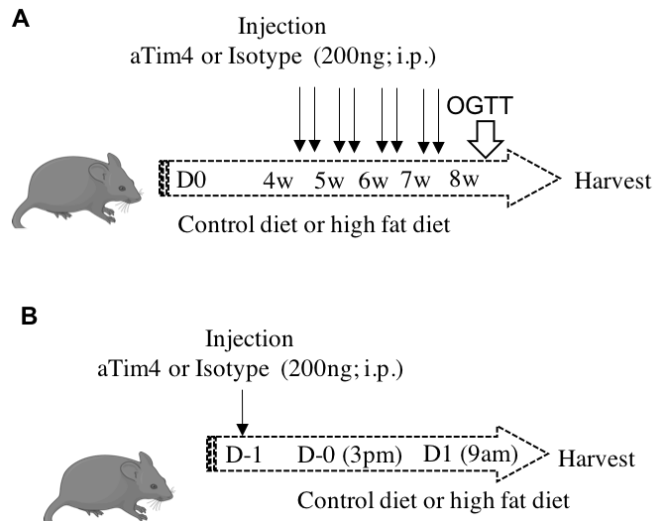 A
Injection
aTim4 or Isotype (200ng; i.p.)
OGTT
D0 4w 5w 6w 7w 8w
Harvest
Control diet or high fat diet
B
Injection
aTim4 or Isotype (200ng; i.p.)
D-1 D-0 (3pm) D1 (9am)
Harvest
Control diet or high fat diet